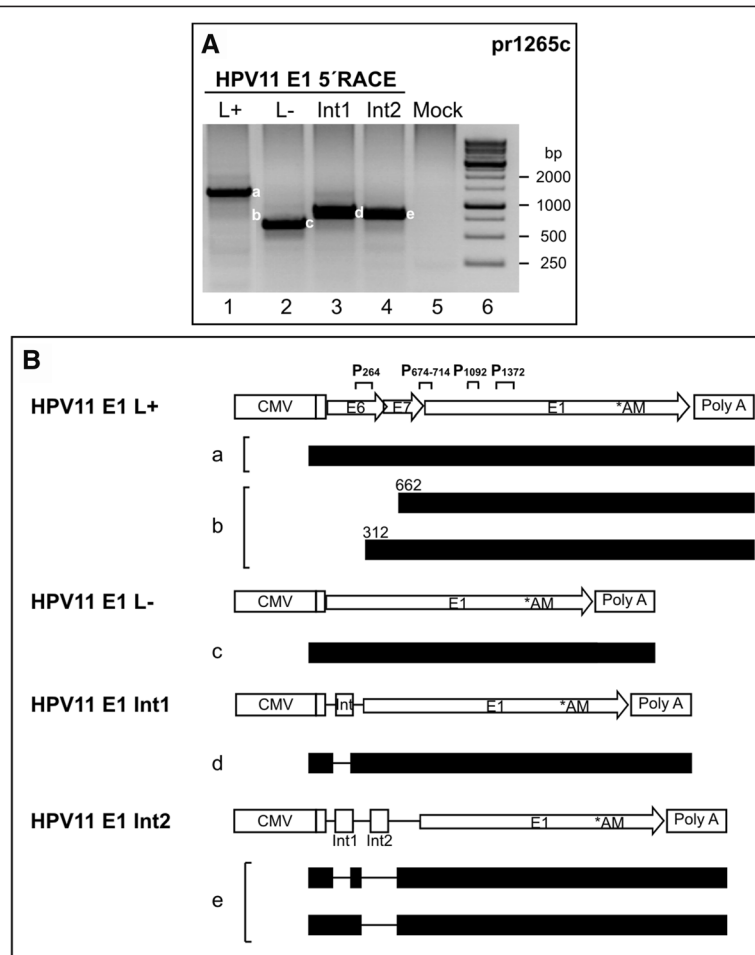 A
pr1265c
HPV11 E1 5´RACE
L+ L- Int1 Int2 Mock
bp
2000
a
1000
b c d e
500
250
1 2 3 4 5 6
B
P264 P674-714 P1092 P1372
HPV11 E1 L+ CMV E6 E7 E1 *AM Poly A
a
662
b
312
HPV11 E1 L- CMV E1 *AM Poly A
c
HPV11 E1 Int1 CMV Int E1 *AM Poly A
d
HPV11 E1 Int2 CMV E1 *AM Poly A
Int1 Int2
e